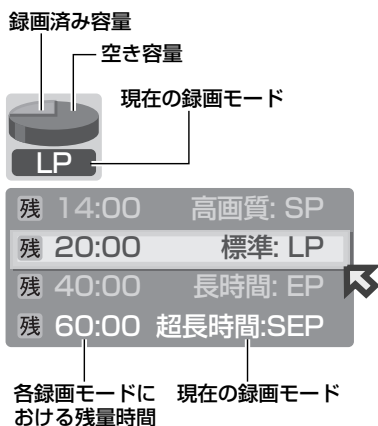 録画済み容量
空き容量
現在の録画モード
LP
残 14:00 高画質: SP
残 20:00 標準: LP
残 40:00 長時間: EP
残 60:00 超長時間:SEP
各録画モードに
おける残量時間
現在の録画モード